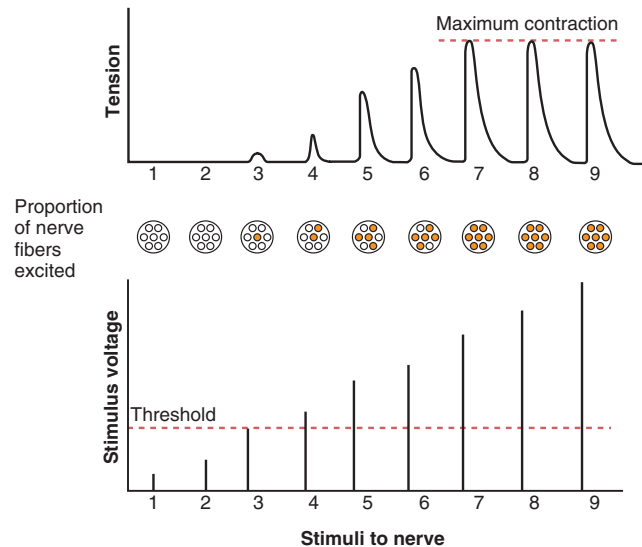 Maximum contraction
Tension
1 2 3 4 5 6 7 8 9
Proportion
of nerve
fibers
excited
Stimulus voltage
Threshold
1 2 3 4 5 6 7 8 9
Stimuli to nerve